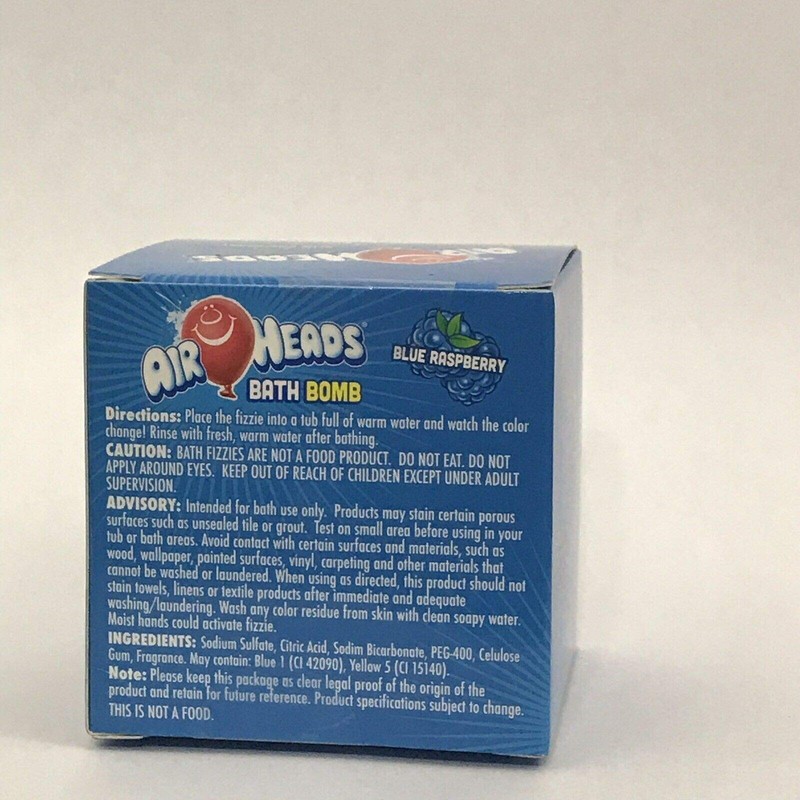 AIRHEADS
AIRHEADS
BLUE RASPBERRY
BATH BOMB
Directions: Place the fizzie into a tub full of warm water and watch the color
change! Rinse with fresh, warm water after bathing.
CAUTION: BATH FIZZIES ARE NOT A FOOD PRODUCT. DO NOT EAT. DO NOT
APPLY AROUND EYES. KEEP OUT OF REACH OF CHILDREN EXCEPT UNDER ADULT
SUPERVISION.
ADVISORY: Intended for bath use only. Products may stain certain porous
surfaces such as unsealed tile or grout. Test on small area before using in your
tub or bath areas. Avoid contact with certain surfaces and materials, such as
wood, wallpaper, painted surfaces, vinyl, carpeting and other materials that
cannot be washed or laundered. When using as directed, this product should not
stain towels, linens or textile products after immediate and adequate
washing/laundering. Wash any color residue from skin with clean soapy water.
Moist hands could activate fizzie.
INGREDIENTS: Sodium Sulfate, Citric Acid, Sodim Bicarbonate, PEG-400, Celulose
Gum, Fragrance. May contain: Blue 1 (CI 42090), Yellow 5 (CI 15140).
Note: Please keep this package as clear legal proof of the origin of the
product and retain for future reference. Product specifications subject to change.
THIS IS NOT A FOOD.